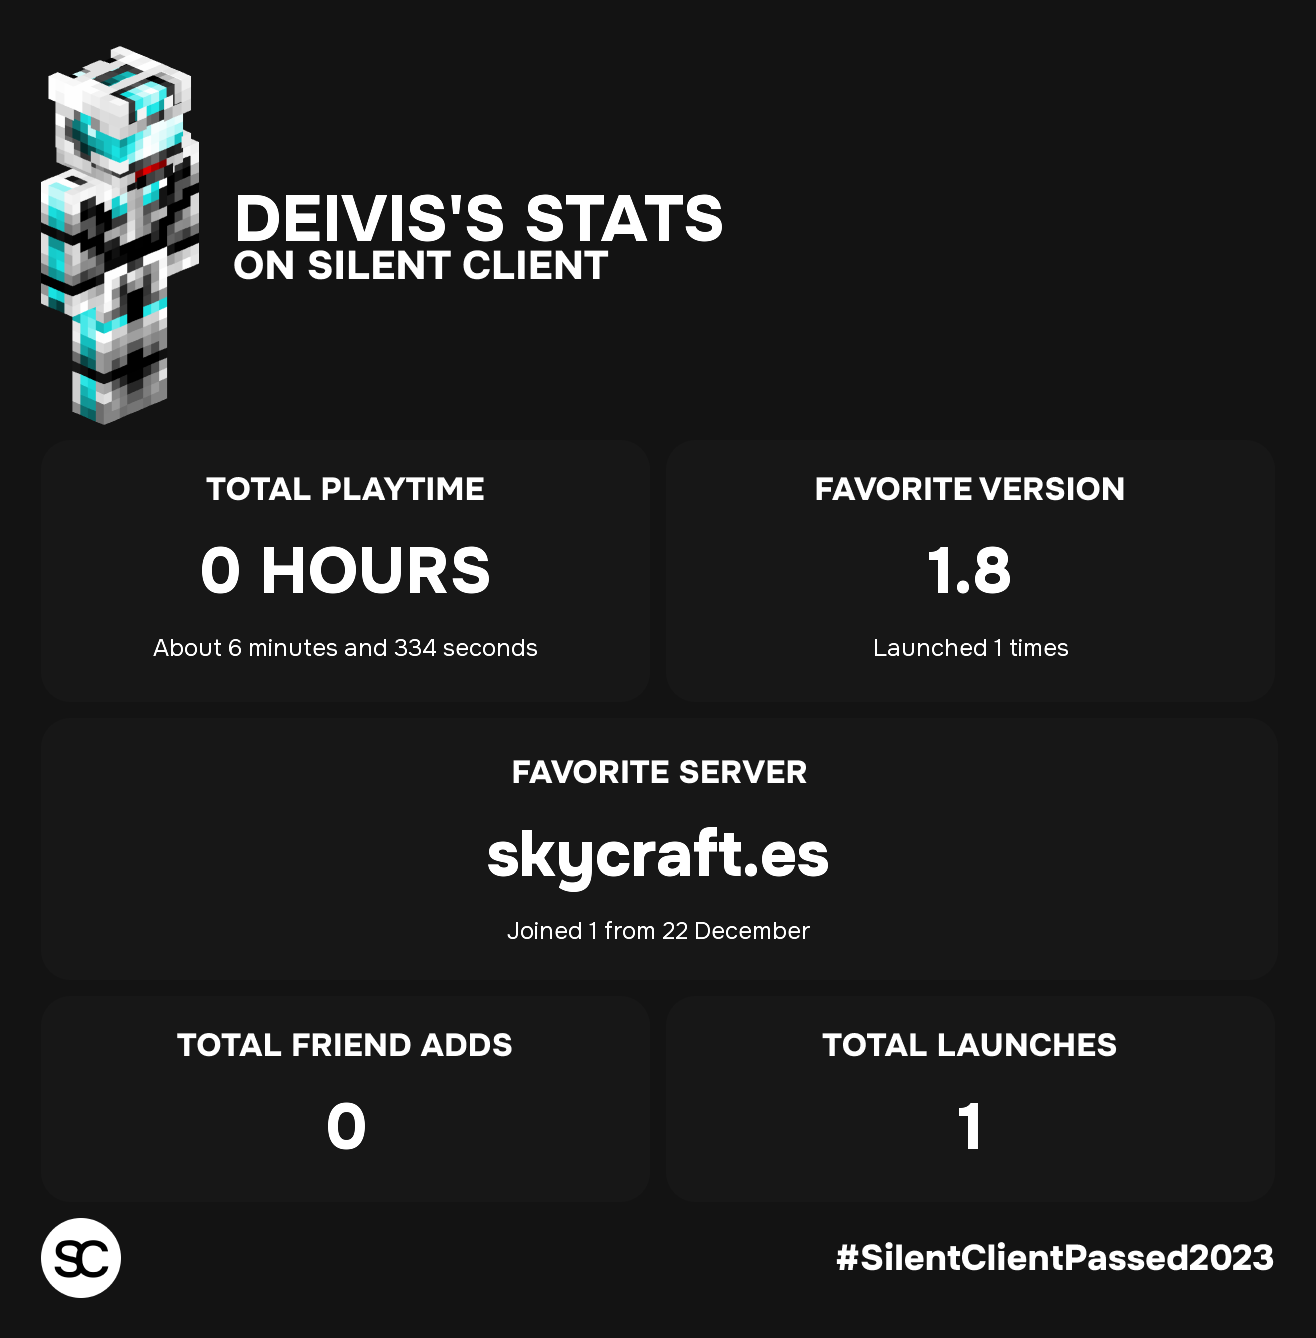 DEIVIS'S STATS
ON SILENT CLIENT
TOTAL PLAYTIME
0 HOURS
About 6 minutes and 334 seconds
FAVORITE VERSION
1.8
Launched 1 times
FAVORITE SERVER
skycraft.es
Joined 1 from 22 December
TOTAL FRIEND ADDS
0
TOTAL LAUNCHES
1
SC
#SilentClientPassed2023